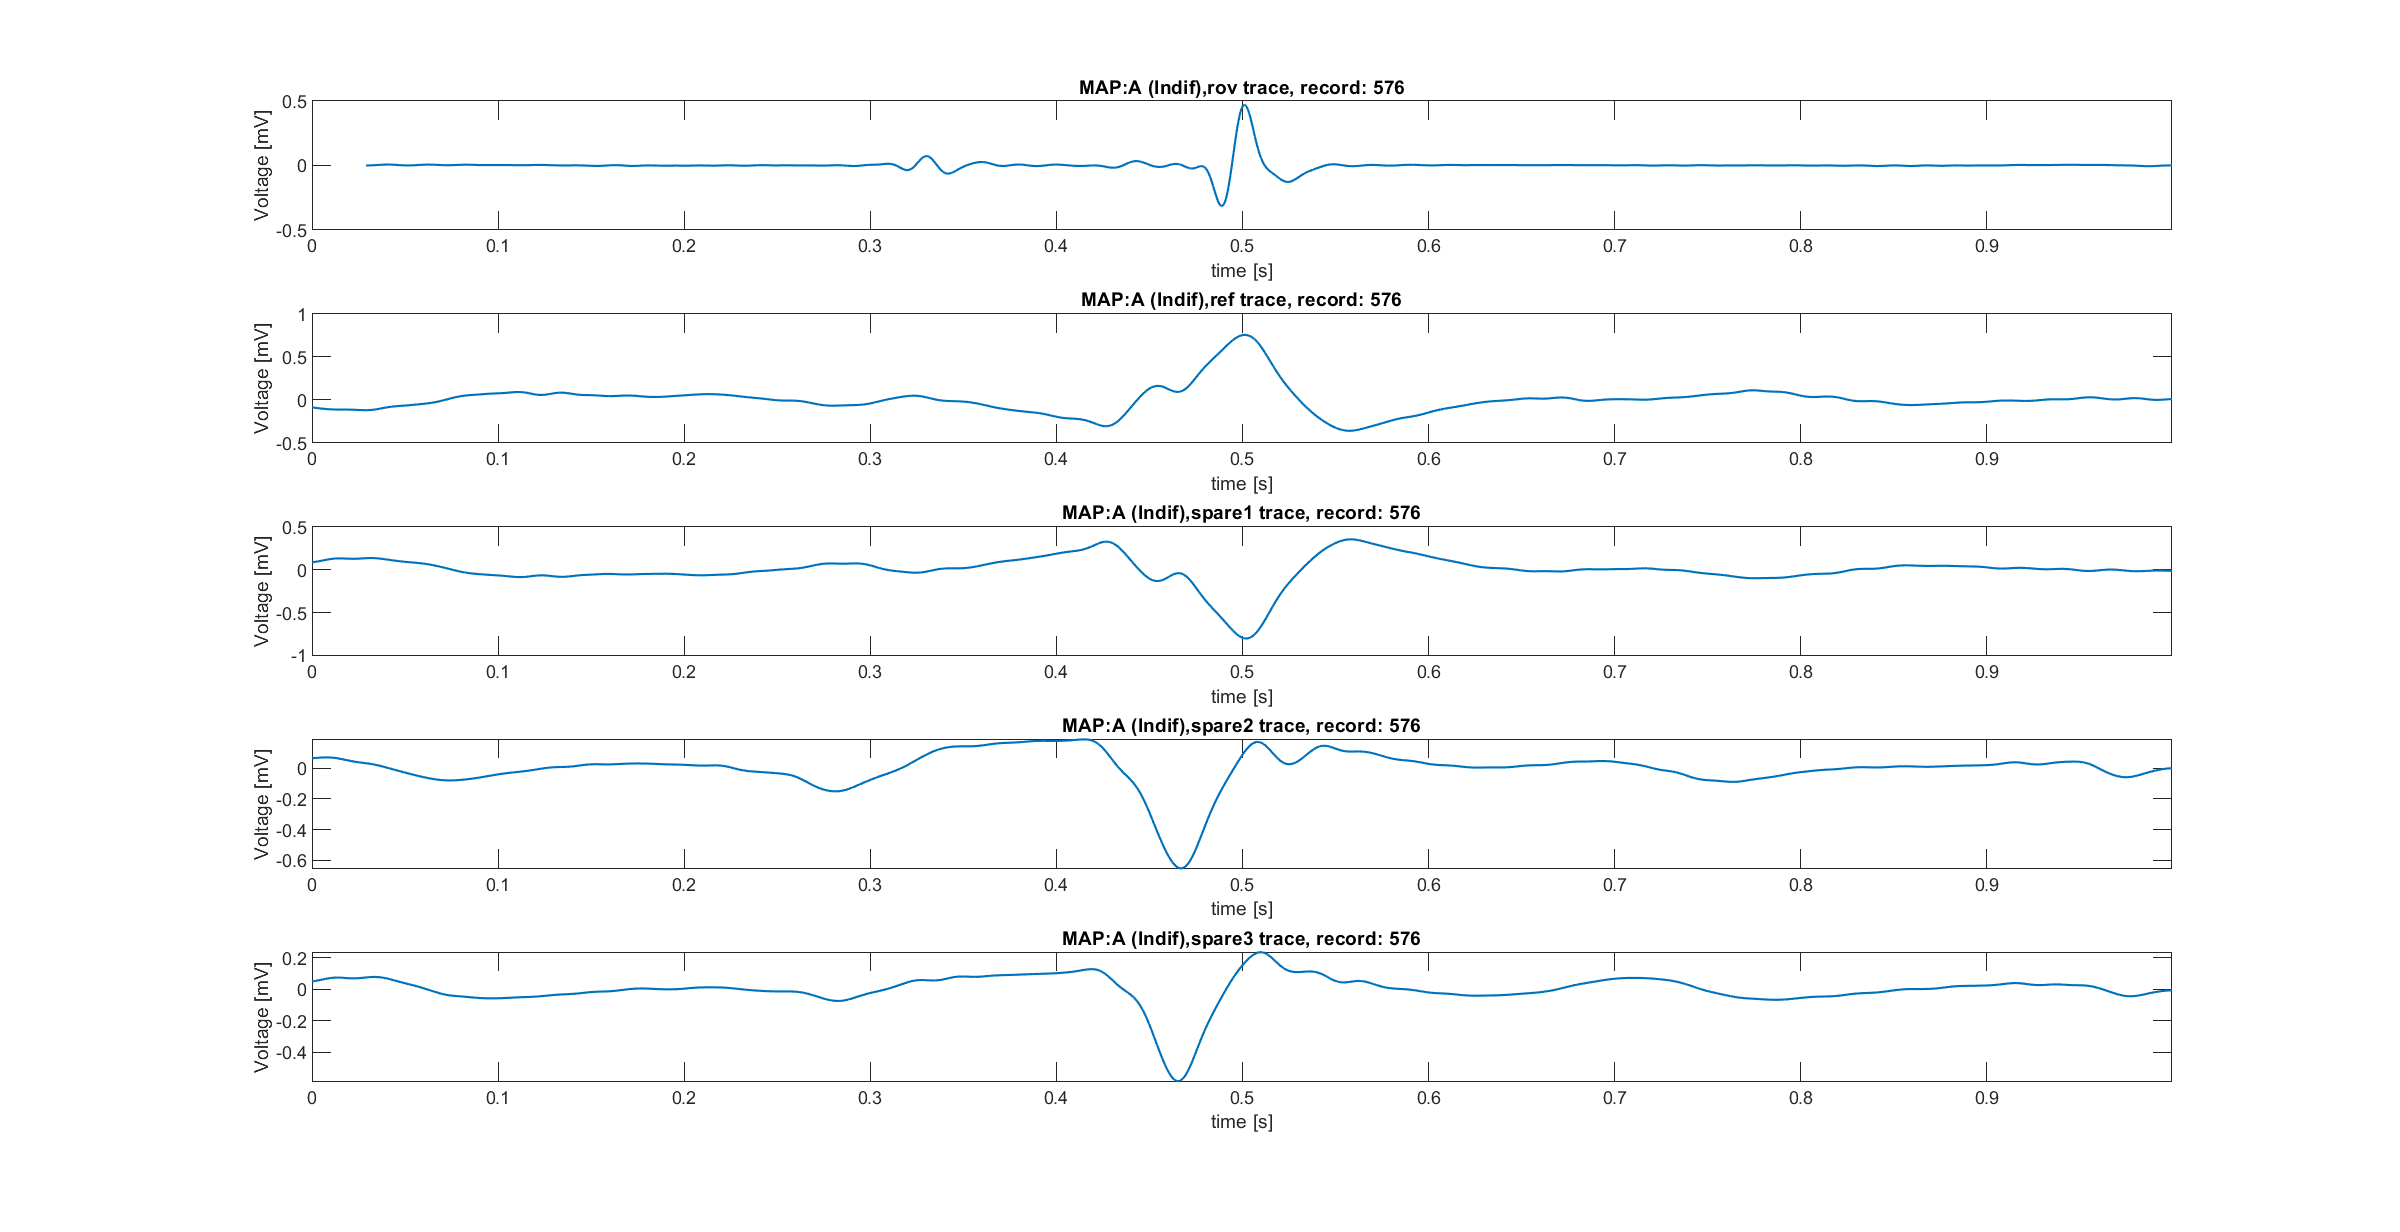 MAP:A (Indif),rov trace, record: 576
Voltage [mV]
0.5
0
-0.5
0 0.1 0.2 0.3 0.4 0.5 0.6 0.7 0.8 0.9
time [s]
MAP:A (Indif),ref trace, record: 576
Voltage [mV]
1
0.5
0
-0.5
0 0.1 0.2 0.3 0.4 0.5 0.6 0.7 0.8 0.9
time [s]
MAP:A (Indif),spare1 trace, record: 576
Voltage [mV]
0.5
0
-0.5
-1
0 0.1 0.2 0.3 0.4 0.5 0.6 0.7 0.8 0.9
time [s]
MAP:A (Indif),spare2 trace, record: 576
Voltage [mV]
0
-0.2
-0.4
-0.6
0 0.1 0.2 0.3 0.4 0.5 0.6 0.7 0.8 0.9
time [s]
MAP:A (Indif),spare3 trace, record: 576
Voltage [mV]
0.2
0
-0.2
-0.4
0 0.1 0.2 0.3 0.4 0.5 0.6 0.7 0.8 0.9
time [s]